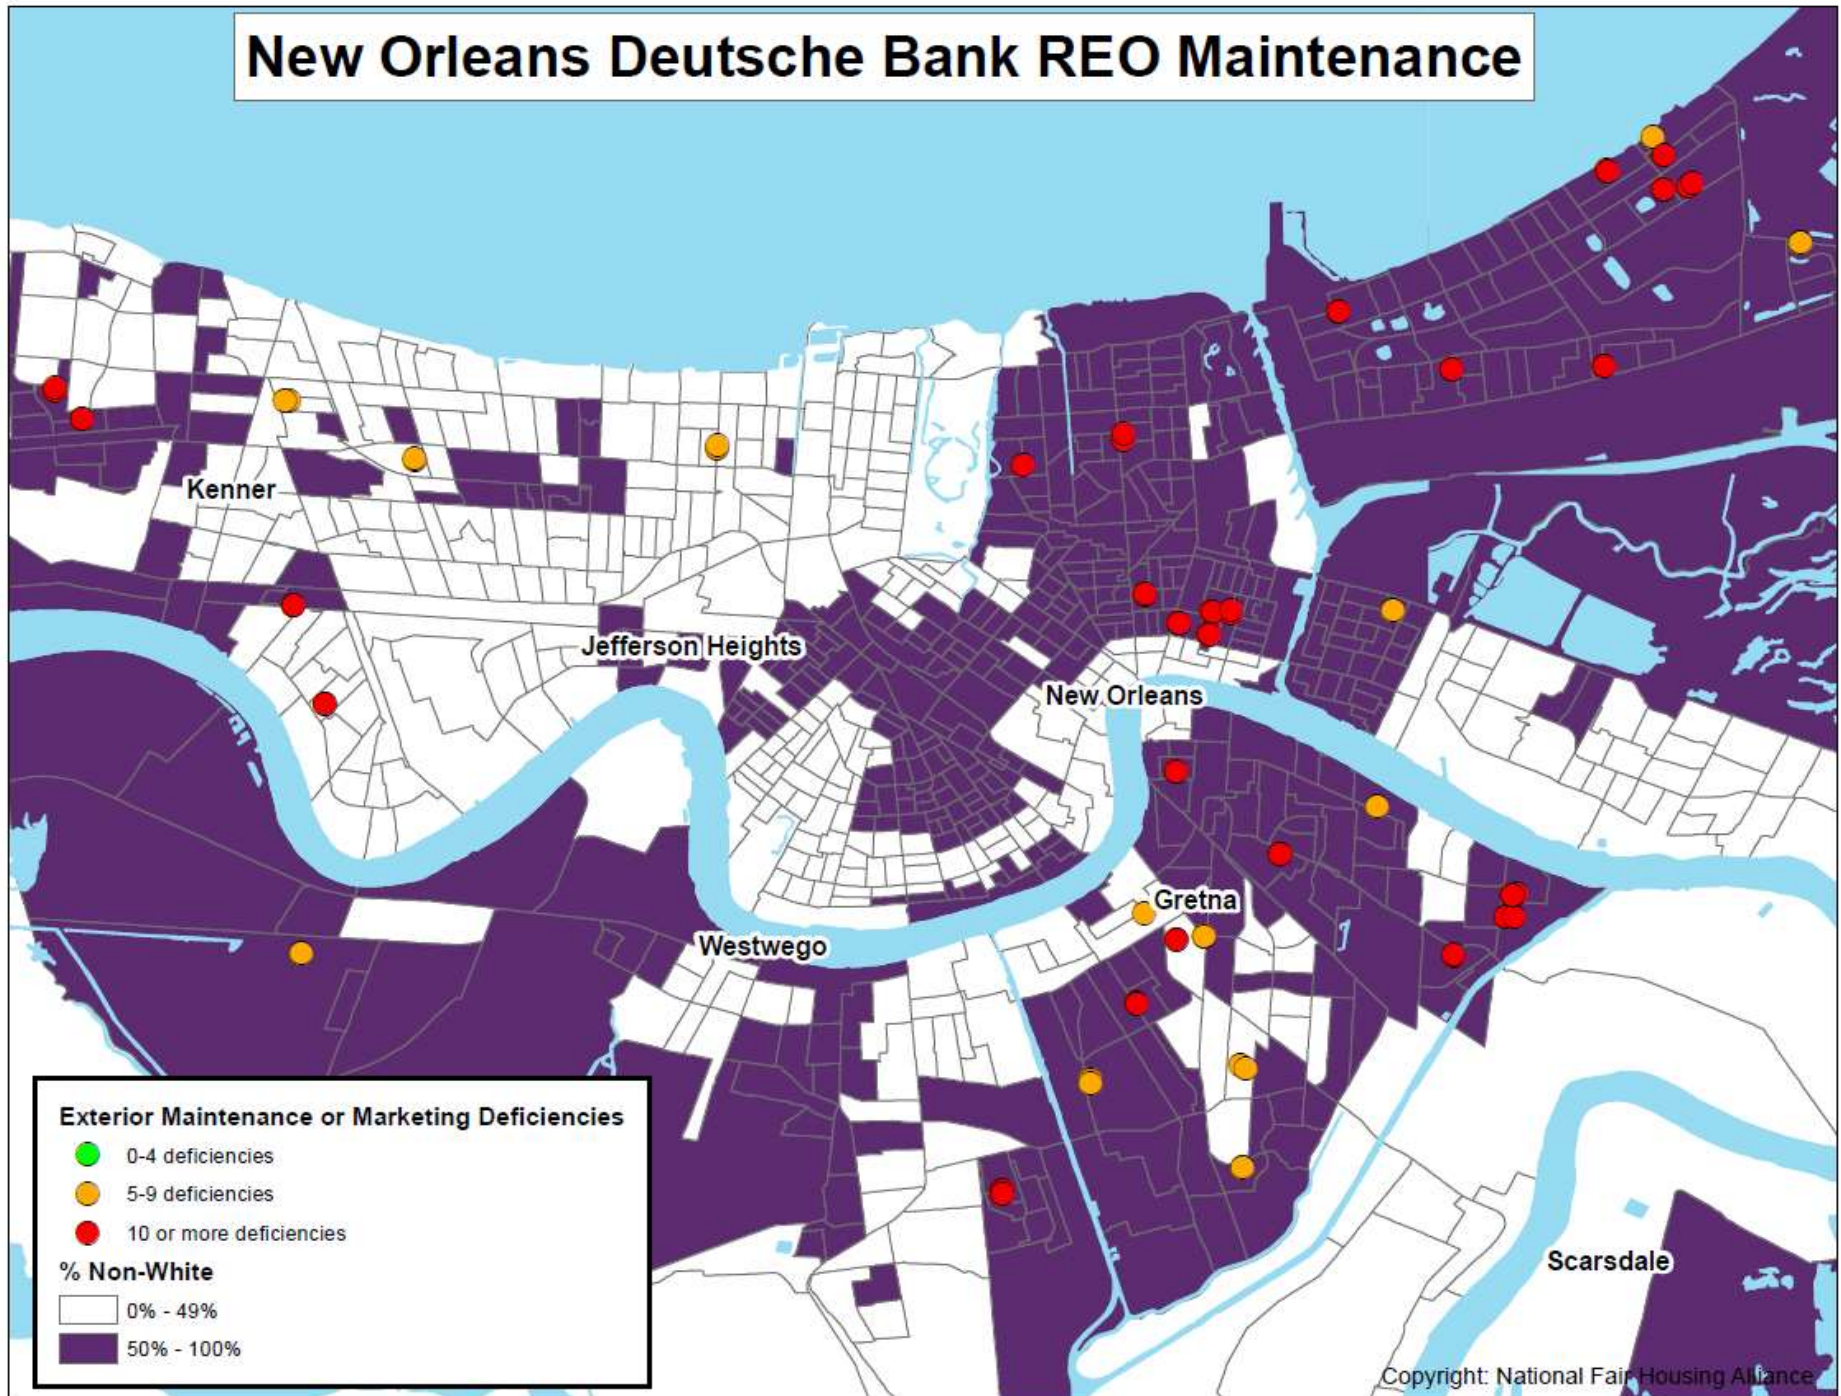 New Orleans Deutsche Bank REO Maintenance
Kenner
Jefferson Heights
New Orleans
Gretna
Westwego
Exterior Maintenance or Marketing Deficiencies
0-4 deficiencies
5-9 deficiencies
10 or more deficiencies
% Non-White
0% - 49%
50% - 100%
Scarsdale
Copyright: National Fair Housing Alliance